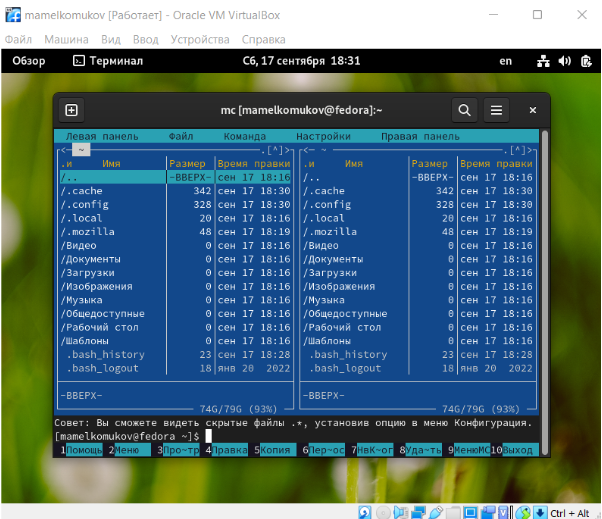 mamelkomukov [Работает] - Oracle VM VirtualBox
Файл Машина Вид Ввод Устройства Справка
Обзор Терминал Сб, 17 сентября 18:31 en
mc [mamelkomukov@fedora]:~
Левая панель Файл Команда Настройки Правая панель
<─ ~ .[^]> <─ ~ .[^]>
.и Имя Размер Время правки .и Имя Размер Время правки
/.. -ВВЕРХ- сен 17 18:16 /.. -ВВЕРХ- сен 17 18:16
/.cache 342 сен 17 18:30 /.cache 342 сен 17 18:30
/.config 328 сен 17 18:30 /.config 328 сен 17 18:30
/.local 20 сен 17 18:16 /.local 20 сен 17 18:16
/.mozilla 48 сен 17 18:19 /.mozilla 48 сен 17 18:19
/Видео 0 сен 17 18:16 /Видео 0 сен 17 18:16
/Документы 0 сен 17 18:16 /Документы 0 сен 17 18:16
/Загрузки 0 сен 17 18:16 /Загрузки 0 сен 17 18:16
/Изображения 0 сен 17 18:16 /Изображения 0 сен 17 18:16
/Музыка 0 сен 17 18:16 /Музыка 0 сен 17 18:16
/Общедоступные 0 сен 17 18:16 /Общедоступные 0 сен 17 18:16
/Рабочий стол 0 сен 17 18:16 /Рабочий стол 0 сен 17 18:16
/Шаблоны 0 сен 17 18:16 /Шаблоны 0 сен 17 18:16
.bash_history 23 сен 17 18:28 .bash_history 23 сен 17 18:28
.bash_logout 18 янв 20 2022 .bash_logout 18 янв 20 2022
-ВВЕРХ- -ВВЕРХ-
74G/79G (93%) 74G/79G (93%)
Совет: Вы сможете видеть скрытые файлы .*, установив опцию в меню Конфигурация.
[mamelkomukov@fedora ~]$
1Помощь 2Меню 3Про~тр 4Правка 5Копия 6Пер~ос 7НвК~ог 8Уда~ть 9МенюMC 10Выход
Ctrl + Alt